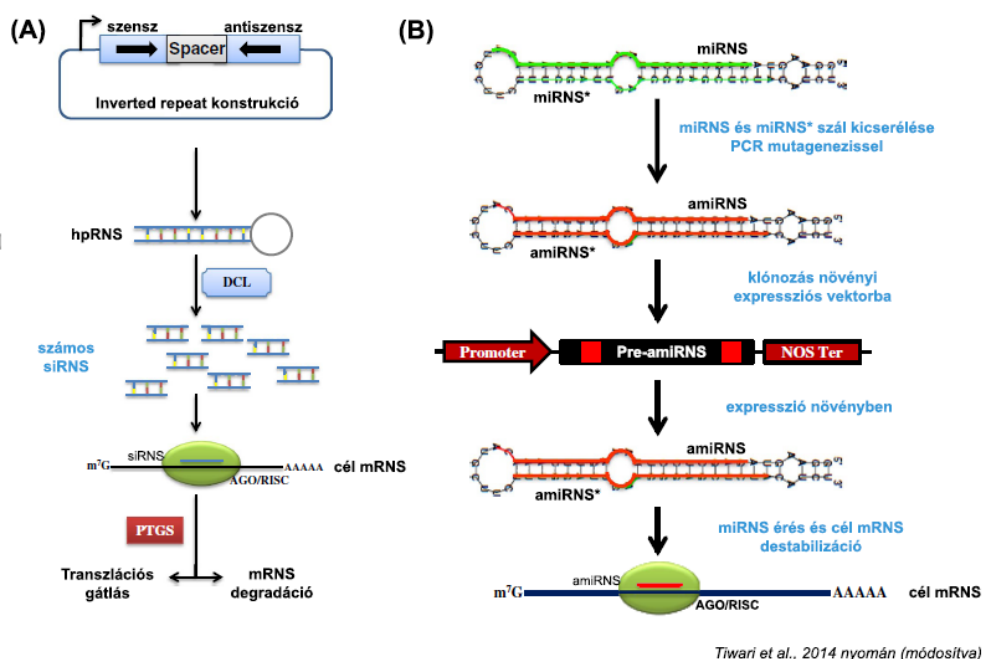 (A)
szensz
antiszensz
Spacer
Inverted repeat konstrukció
hpRNS
DCL
számos
siRNS
siRNS
m⁷G
AAAAA
cél mRNS
AGO/RISC
PTGS
Transzlációs
gátlás
mRNS
degradáció
(B)
miRNS
miRNS*
miRNS és miRNS* szál kicserélése
PCR mutagenezissel
amiRNS
amiRNS*
klónozás növényi
expressziós vektorba
Promoter
Pre-amiRNS
NOS Ter
expresszió növényben
amiRNS
amiRNS*
miRNS érés és cél mRNS
destabilizáció
amiRNS
m⁷G
AAAAA
cél mRNS
AGO/RISC
Tiwari et al., 2014 nyomán (módosítva)